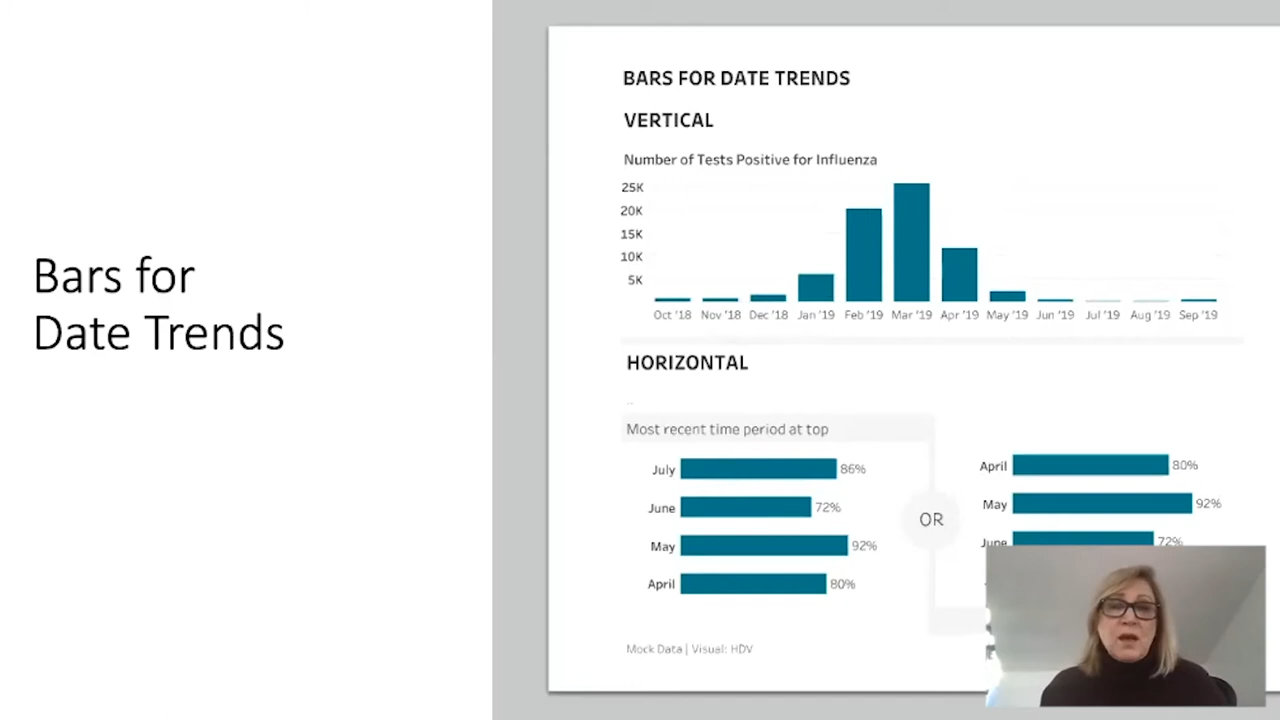 Bars for
Date Trends
BARS FOR DATE TRENDS
VERTICAL
Number of Tests Positive for Influenza
25K
20K
15K
10K
5K
Oct '18 Nov '18 Dec '18 Jan '19 Feb '19 Mar '19 Apr '19 May '19 Jun '19 Jul '19 Aug '19 Sep '19
HORIZONTAL
..
Most recent time period at top
July 86%
June 72%
May 92%
April 80%
OR
April 80%
May 92%
June 72%
Mock Data | Visual: HDV